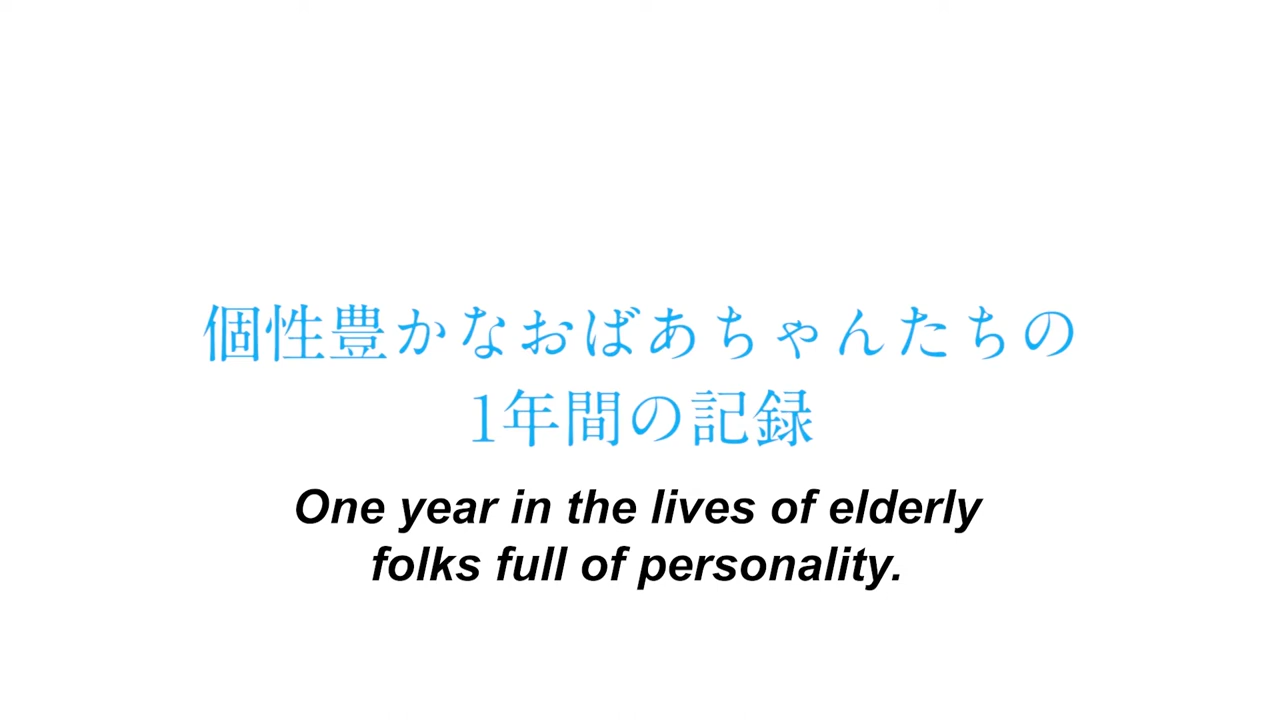 個性豊かなおばあちゃんたちの
1年間の記録
One year in the lives of elderly
folks full of personality.